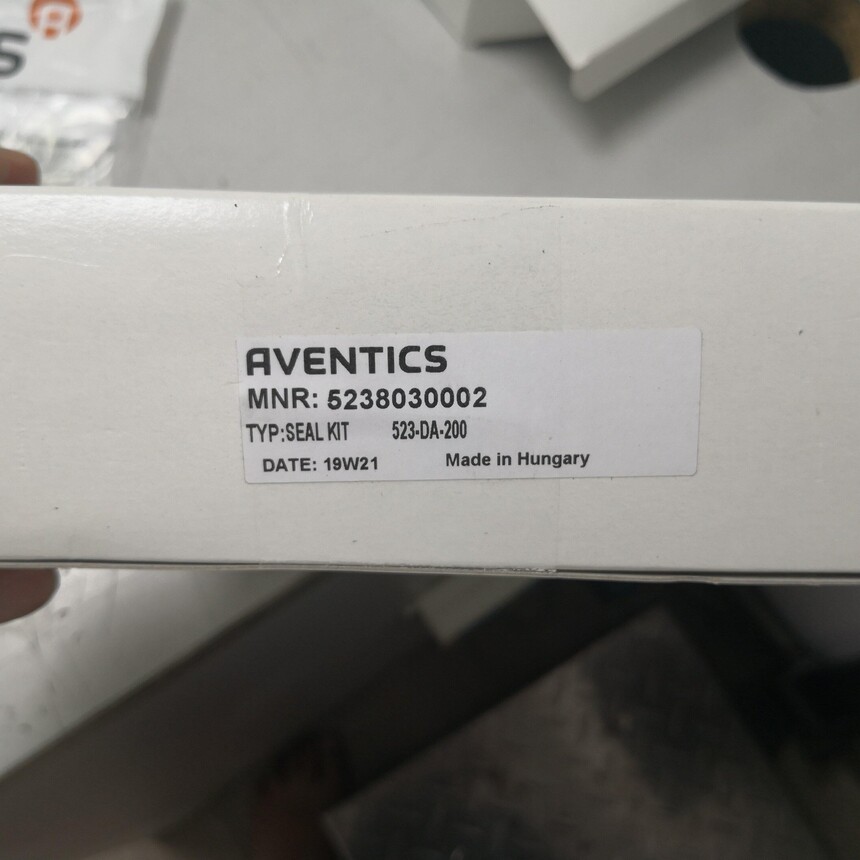 S
AVENTICS
MNR: 5238030002
TYP:SEAL KIT 523-DA-200
DATE: 19W21 Made in Hungary